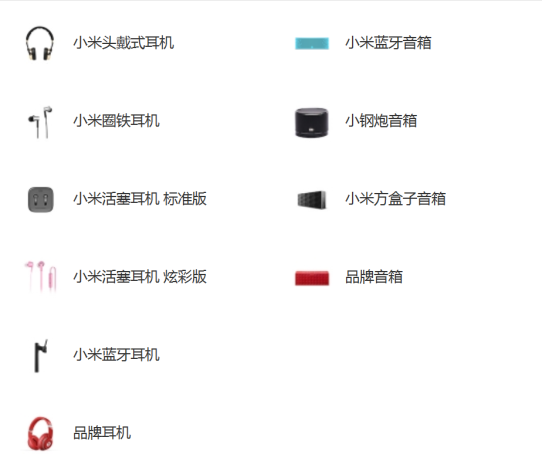 小米头戴式耳机
小米圈铁耳机
小米活塞耳机 标准版
小米活塞耳机 炫彩版
小米蓝牙耳机
品牌耳机
小米蓝牙音箱
小钢炮音箱
小米方盒子音箱
品牌音箱